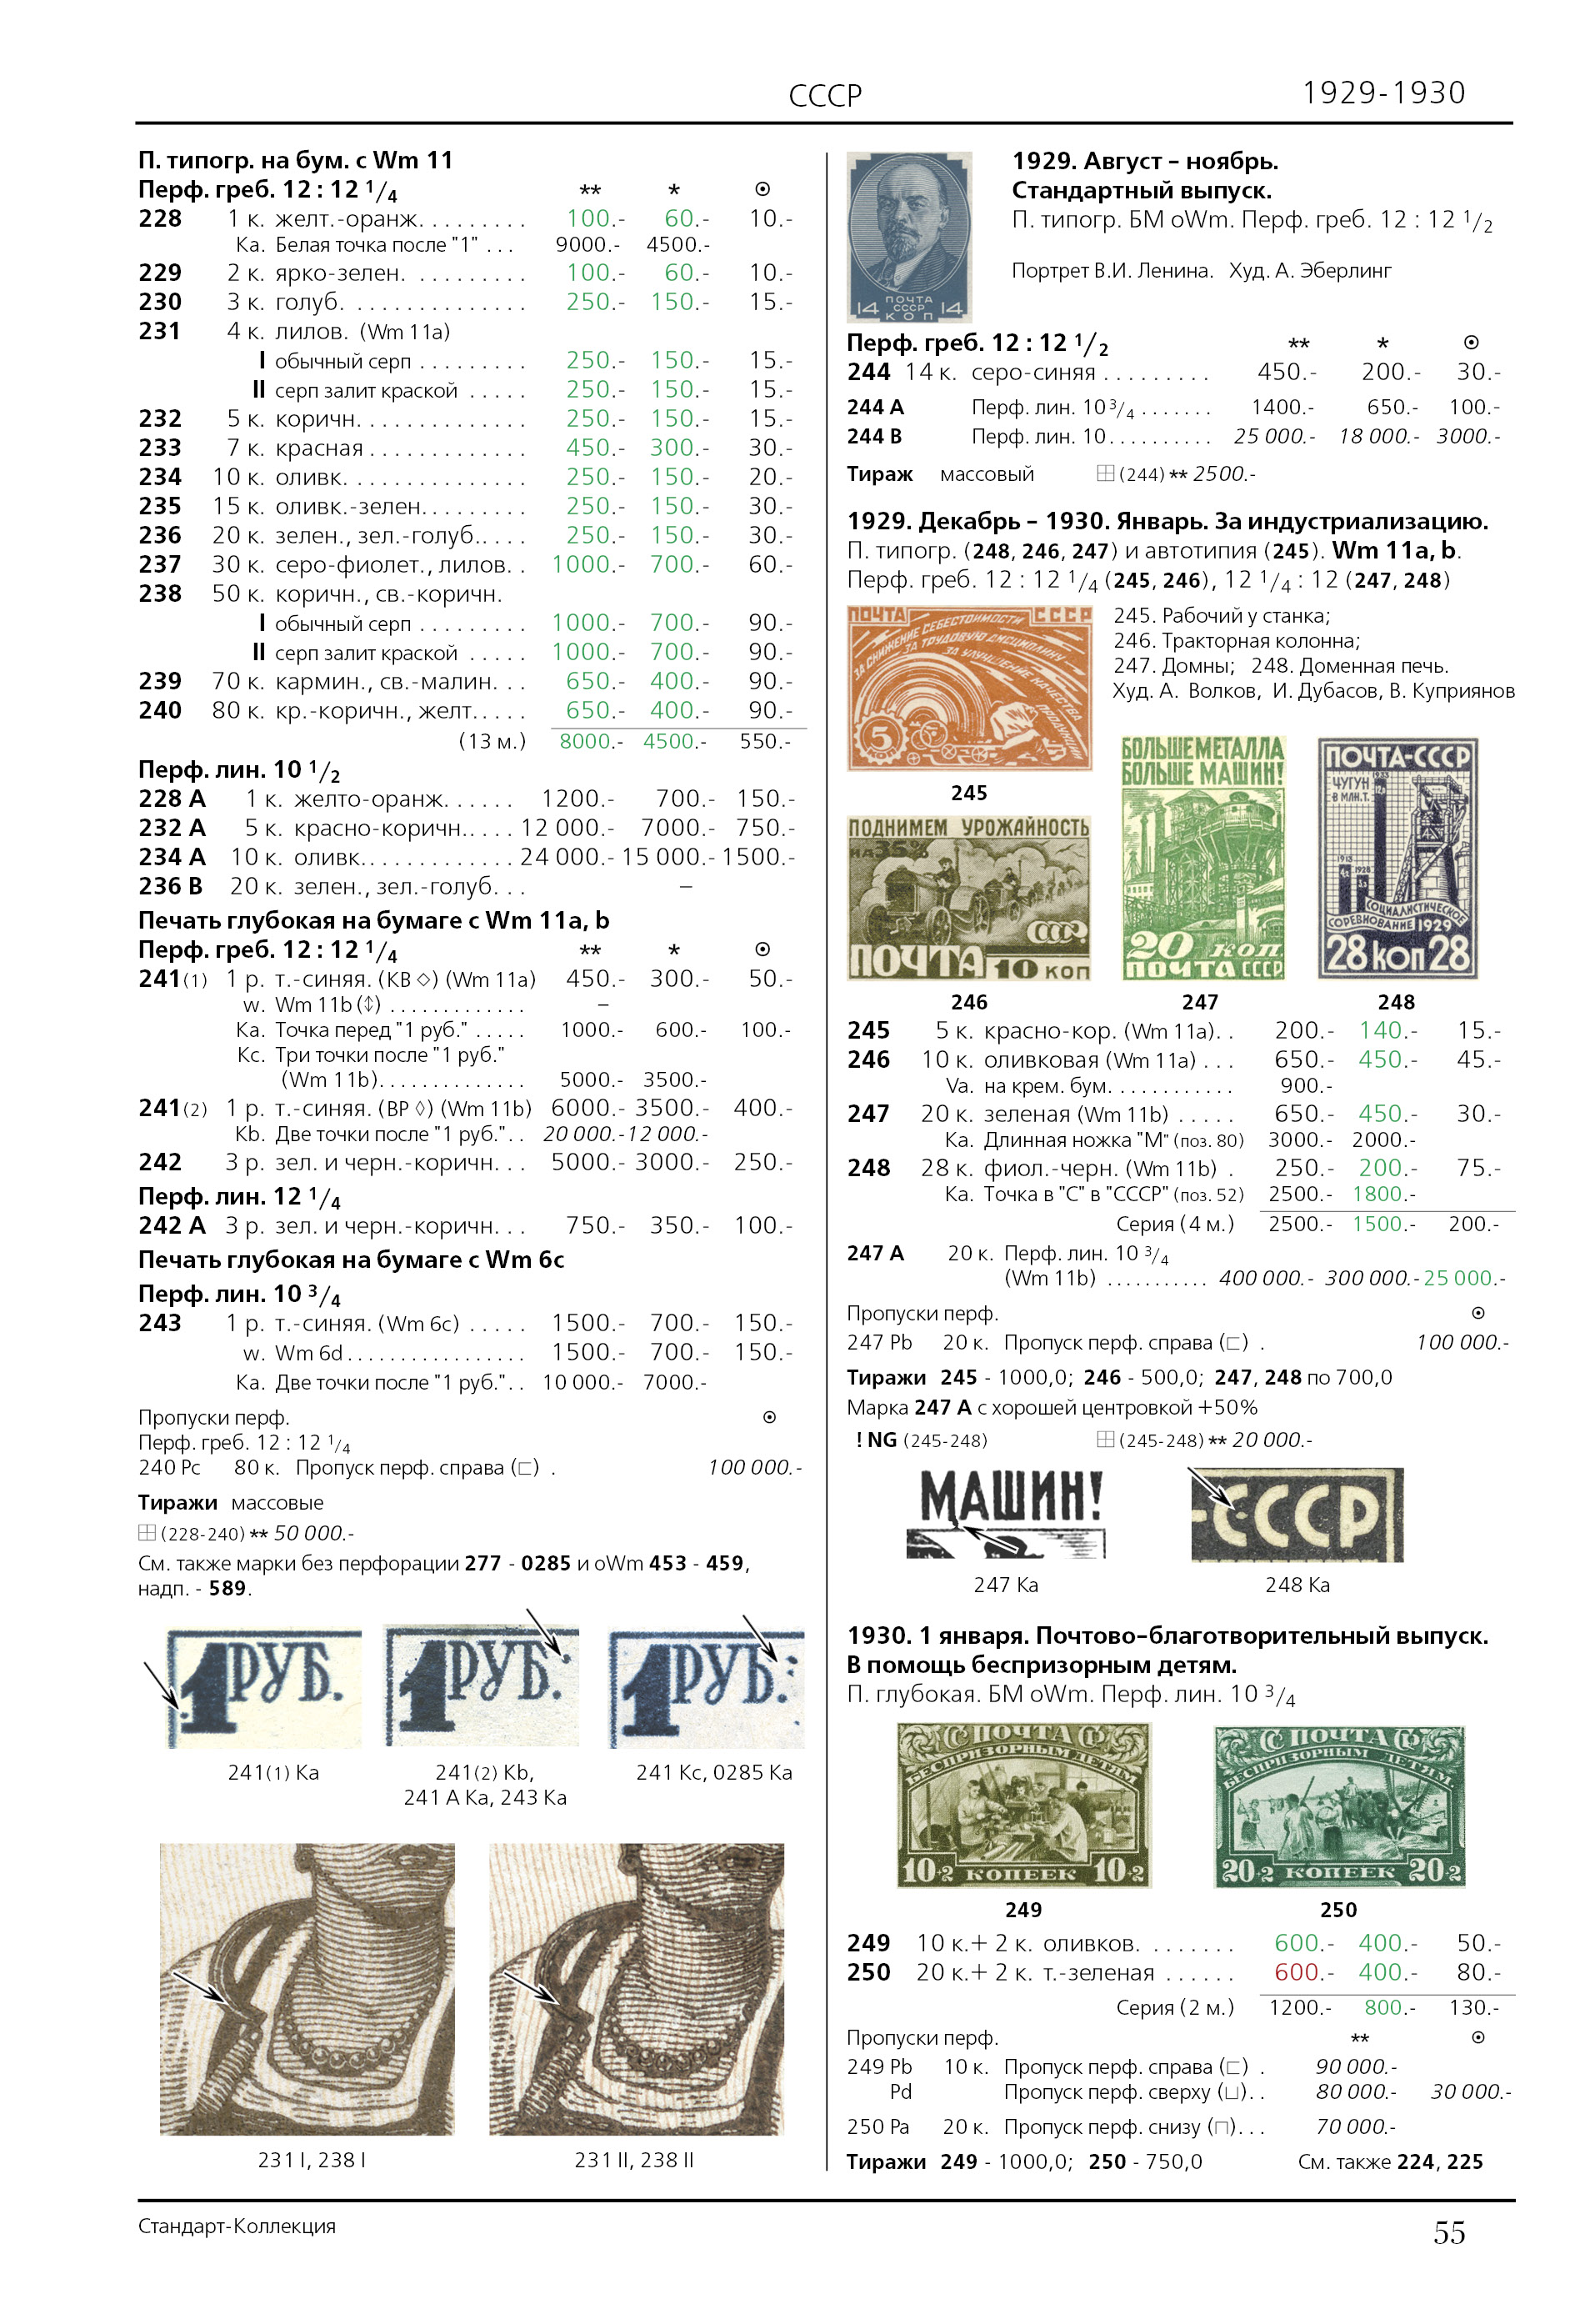 СССР
1929-1930
П. типогр. на бум. с Wm 11
Перф. греб. 12 : 12 1/4 ** * ⊙
228 1 к. желт.-оранж. . . . . . . . . 100.- 60.- 10.-
Ka. Белая точка после "1" . . . 9000.- 4500.-
229 2 к. ярко-зелен. . . . . . . . . . 100.- 60.- 10.-
230 3 к. голуб. . . . . . . . . . . . . . . 250.- 150.- 15.-
231 4 к. лилов. (Wm 11a)
I обычный серп . . . . . . . . . 250.- 150.- 15.-
II серп залит краской . . . . . 250.- 150.- 15.-
232 5 к. коричн. . . . . . . . . . . . . . 250.- 150.- 15.-
233 7 к. красная . . . . . . . . . . . . . 450.- 300.- 30.-
234 10 к. оливк. . . . . . . . . . . . . . . 250.- 150.- 20.-
235 15 к. оливк.-зелен. . . . . . . . . 250.- 150.- 30.-
236 20 к. зелен., зел.-голуб. . . . . 250.- 150.- 30.-
237 30 к. серо-фиолет., лилов. . . 1000.- 700.- 60.-
238 50 к. коричн., св.-коричн.
I обычный серп . . . . . . . . . 1000.- 700.- 90.-
II серп залит краской . . . . . 1000.- 700.- 90.-
239 70 к. кармин., св.-малин. . . . 650.- 400.- 90.-
240 80 к. кр.-коричн., желт. . . . . 650.- 400.- 90.-
(13 м.) 8000.- 4500.- 550.-
Перф. лин. 10 1/2
228 A 1 к. желто-оранж. . . . . . 1200.- 700.- 150.-
232 A 5 к. красно-коричн. . . . . 12 000.- 7000.- 750.-
234 A 10 к. оливк. . . . . . . . . . . . . 24 000.- 15 000.- 1500.-
236 B 20 к. зелен., зел.-голуб. . . –
Печать глубокая на бумаге с Wm 11a, b
Перф. греб. 12 : 12 1/4 ** * ⊙
241(1) 1 р. т.-синяя. (КВ ◇) (Wm 11a) 450.- 300.- 50.-
w. Wm 11b (⇕) . . . . . . . . . . . . . –
Ka. Точка перед "1 руб." . . . . . 1000.- 600.- 100.-
Kc. Три точки после "1 руб."
(Wm 11b). . . . . . . . . . . . . . 5000.- 3500.-
241(2) 1 р. т.-синяя. (ВР ◊) (Wm 11b) 6000.- 3500.- 400.-
Kb. Две точки после "1 руб.". . 20 000.- 12 000.-
242 3 р. зел. и черн.-коричн. . . . 5000.- 3000.- 250.-
Перф. лин. 12 1/4
242 A 3 р. зел. и черн.-коричн. . . . 750.- 350.- 100.-
Печать глубокая на бумаге с Wm 6c
Перф. лин. 10 3/4
243 1 р. т.-синяя. (Wm 6c) . . . . . 1500.- 700.- 150.-
w. Wm 6d . . . . . . . . . . . . . . . . . 1500.- 700.- 150.-
Ka. Две точки после "1 руб.". . 10 000.- 7000.-
Пропуски перф. ⊙
Перф. греб. 12 : 12 1/4
240 Pc 80 к. Пропуск перф. справа (⊏) . 100 000.-
Тиражи массовые
⊞ (228-240) ** 50 000.-
См. также марки без перфорации 277 - 0285 и oWm 453 - 459,
надп. - 589.
1 РУБ. 1 РУБ. 1 РУБ.
241(1) Ka 241(2) Kb, 241 Kc, 0285 Ka
241 A Ka, 243 Ka
231 I, 238 I 231 II, 238 II
1929. Август – ноябрь.
Стандартный выпуск.
П. типогр. БМ oWm. Перф. греб. 12 : 12 1/2
Портрет В.И. Ленина. Худ. А. Эберлинг
ПОЧТА
СССР
14 КОП 14
Перф. греб. 12 : 12 1/2 ** * ⊙
244 14 к. серо-синяя . . . . . . . . . 450.- 200.- 30.-
244 A Перф. лин. 10 3/4 . . . . . . . 1400.- 650.- 100.-
244 B Перф. лин. 10 . . . . . . . . . . 25 000.- 18 000.- 3000.-
Тираж массовый ⊞ (244) ** 2500.-
1929. Декабрь – 1930. Январь. За индустриализацию.
П. типогр. (248, 246, 247) и автотипия (245). Wm 11a, b.
Перф. греб. 12 : 12 1/4 (245, 246), 12 1/4 : 12 (247, 248)
ПОЧТА СССР
ЗА СНИЖЕНИЕ СЕБЕСТОИМОСТИ
ЗА ТРУДОВУЮ ДИСЦИПЛИНУ
ЗА УЛУЧШЕНИЕ КАЧЕСТВА ПРОДУКЦИИ
5 КОП
245. Рабочий у станка;
246. Тракторная колонна;
247. Домны; 248. Доменная печь.
Худ. А. Волков, И. Дубасов, В. Куприянов
245
ПОДНИМЕМ УРОЖАЙНОСТЬ
НА 35%
СССР
ПОЧТА 10 КОП
БОЛЬШЕ МЕТАЛЛА
БОЛЬШЕ МАШИН!
20 КОП
ПОЧТА СССР
ПОЧТА-СССР
ЧУГУН 1933
В МЛН.Т.
1913 1928
СОЦИАЛИСТИЧЕСКОЕ
СОРЕВНОВАНИЕ 1929
28 КОП 28
246 247 248
245 5 к. красно-кор. (Wm 11a). . 200.- 140.- 15.-
246 10 к. оливковая (Wm 11a) . . . 650.- 450.- 45.-
Va. на крем. бум. . . . . . . . . . . . 900.-
247 20 к. зеленая (Wm 11b) . . . . . 650.- 450.- 30.-
Ka. Длинная ножка "М" (поз. 80) 3000.- 2000.-
248 28 к. фиол.-черн. (Wm 11b) . 250.- 200.- 75.-
Ka. Точка в "С" в "СССР" (поз. 52) 2500.- 1800.-
Серия (4 м.) 2500.- 1500.- 200.-
247 A 20 к. Перф. лин. 10 3/4
(Wm 11b) . . . . . . . . . . . 400 000.- 300 000.- 25 000.-
Пропуски перф. ⊙
247 Pb 20 к. Пропуск перф. справа (⊏) . 100 000.-
Тиражи 245 - 1000,0; 246 - 500,0; 247, 248 по 700,0
Марка 247 A с хорошей центровкой +50%
! NG (245-248) ⊞ (245-248) ** 20 000.-
МАШИН! -СССР
247 Ka 248 Ka
1930. 1 января. Почтово–благотворительный выпуск.
В помощь беспризорным детям.
П. глубокая. БМ oWm. Перф. лин. 10 3/4
ПОЧТА
БЕСПРИЗОРНЫМ ДЕТЯМ
10+2 КОПЕЕК 10+2
ПОЧТА
БЕСПРИЗОРНЫМ ДЕТЯМ
20+2 КОПЕЕК 20+2
249 250
249 10 к.+ 2 к. оливков. . . . . . . . 600.- 400.- 50.-
250 20 к.+ 2 к. т.-зеленая . . . . . . 600.- 400.- 80.-
Серия (2 м.) 1200.- 800.- 130.-
Пропуски перф. ** ⊙
249 Pb 10 к. Пропуск перф. справа (⊏) . 90 000.-
Pd Пропуск перф. сверху (⊔). . 80 000.- 30 000.-
250 Pa 20 к. Пропуск перф. снизу (⊓). . . 70 000.-
Тиражи 249 - 1000,0; 250 - 750,0 См. также 224, 225
Стандарт-Коллекция
55